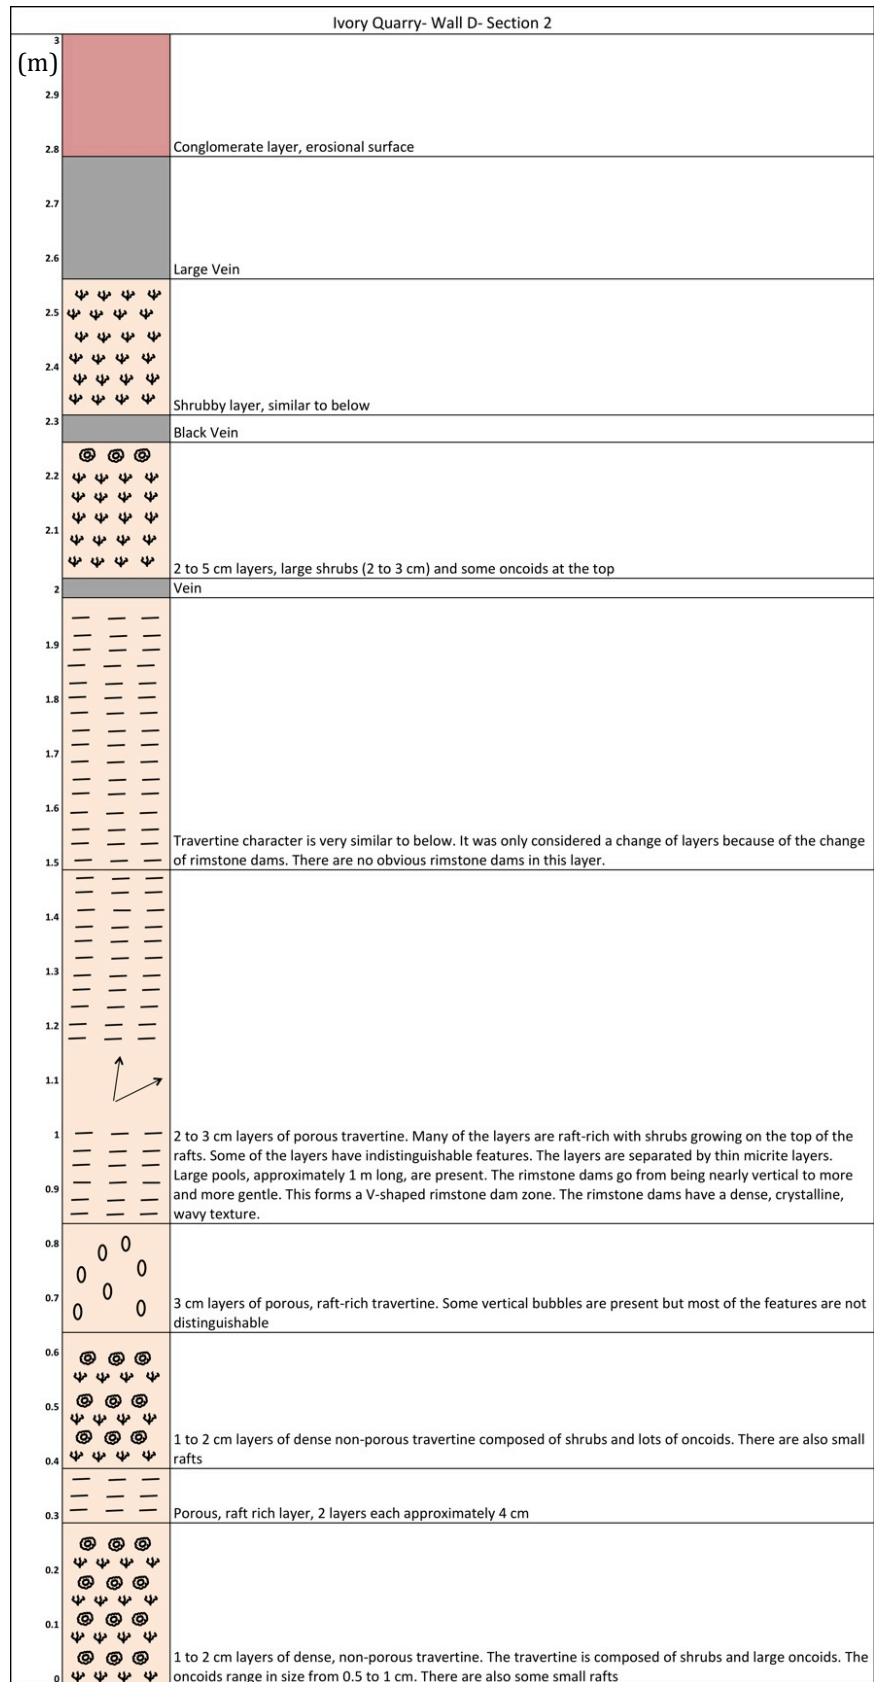 Ivory Quarry- Wall D- Section 2
3
(m)
2.9
2.8
Conglomerate layer, erosional surface
2.7
2.6
Large Vein
2.5
2.4
Shrubby layer, similar to below
2.3
Black Vein
2.2
2.1
2 to 5 cm layers, large shrubs (2 to 3 cm) and some oncoids at the top
2
Vein
1.9
1.8
1.7
1.6
Travertine character is very similar to below. It was only considered a change of layers because of the change
of rimstone dams. There are no obvious rimstone dams in this layer.
1.5
1.4
1.3
1.2
1.1
1
2 to 3 cm layers of porous travertine. Many of the layers are raft-rich with shrubs growing on the top of the
rafts. Some of the layers have indistinguishable features. The layers are separated by thin micrite layers.
Large pools, approximately 1 m long, are present. The rimstone dams go from being nearly vertical to more
and more gentle. This forms a V-shaped rimstone dam zone. The rimstone dams have a dense, crystalline,
wavy texture.
0.9
0.8
0.7
3 cm layers of porous, raft-rich travertine. Some vertical bubbles are present but most of the features are not
distinguishable
0.6
0.5
1 to 2 cm layers of dense non-porous travertine composed of shrubs and lots of oncoids. There are also small
rafts
0.4
0.3
Porous, raft rich layer, 2 layers each approximately 4 cm
0.2
0.1
1 to 2 cm layers of dense, non-porous travertine. The travertine is composed of shrubs and large oncoids. The
oncoids range in size from 0.5 to 1 cm. There are also some small rafts
0